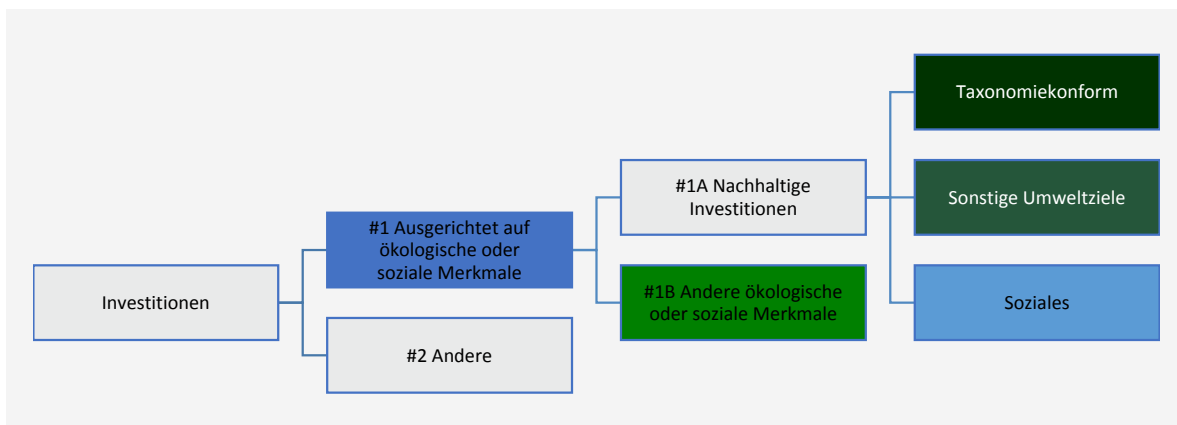 Investitionen
#1 Ausgerichtet auf
ökologische oder
soziale Merkmale
#2 Andere
#1A Nachhaltige
Investitionen
#1B Andere ökologische
oder soziale Merkmale
Taxonomiekonform
Sonstige Umweltziele
Soziales